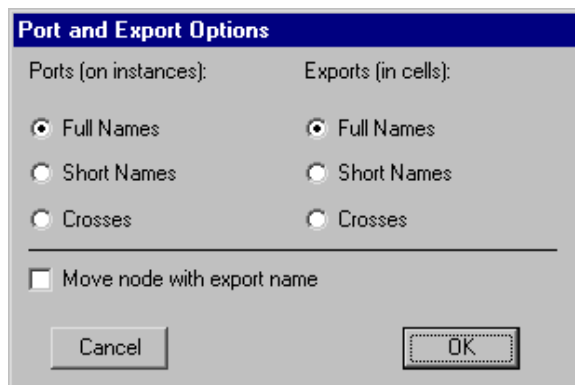 Port and Export Options
Ports (on instances): Exports (in cells):
Full Names Full Names
Short Names Short Names
Crosses Crosses
Move node with export name
Cancel OK